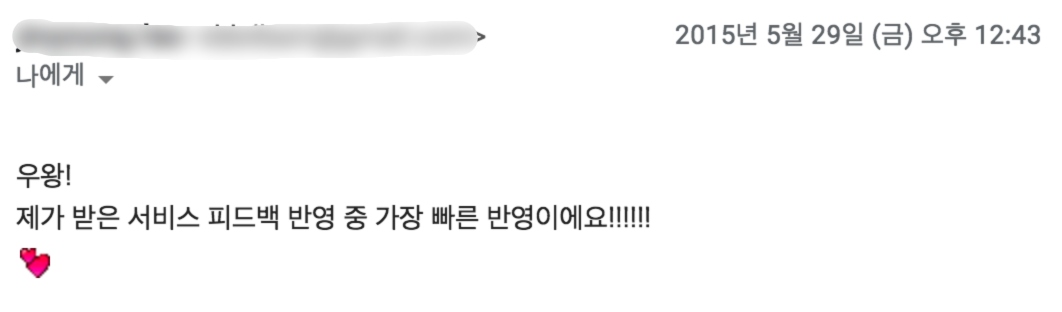 2015년 5월 29일 (금) 오후 12:43
나에게
우왕!
제가 받은 서비스 피드백 반영 중 가장 빠른 반영이에요!!!!!!